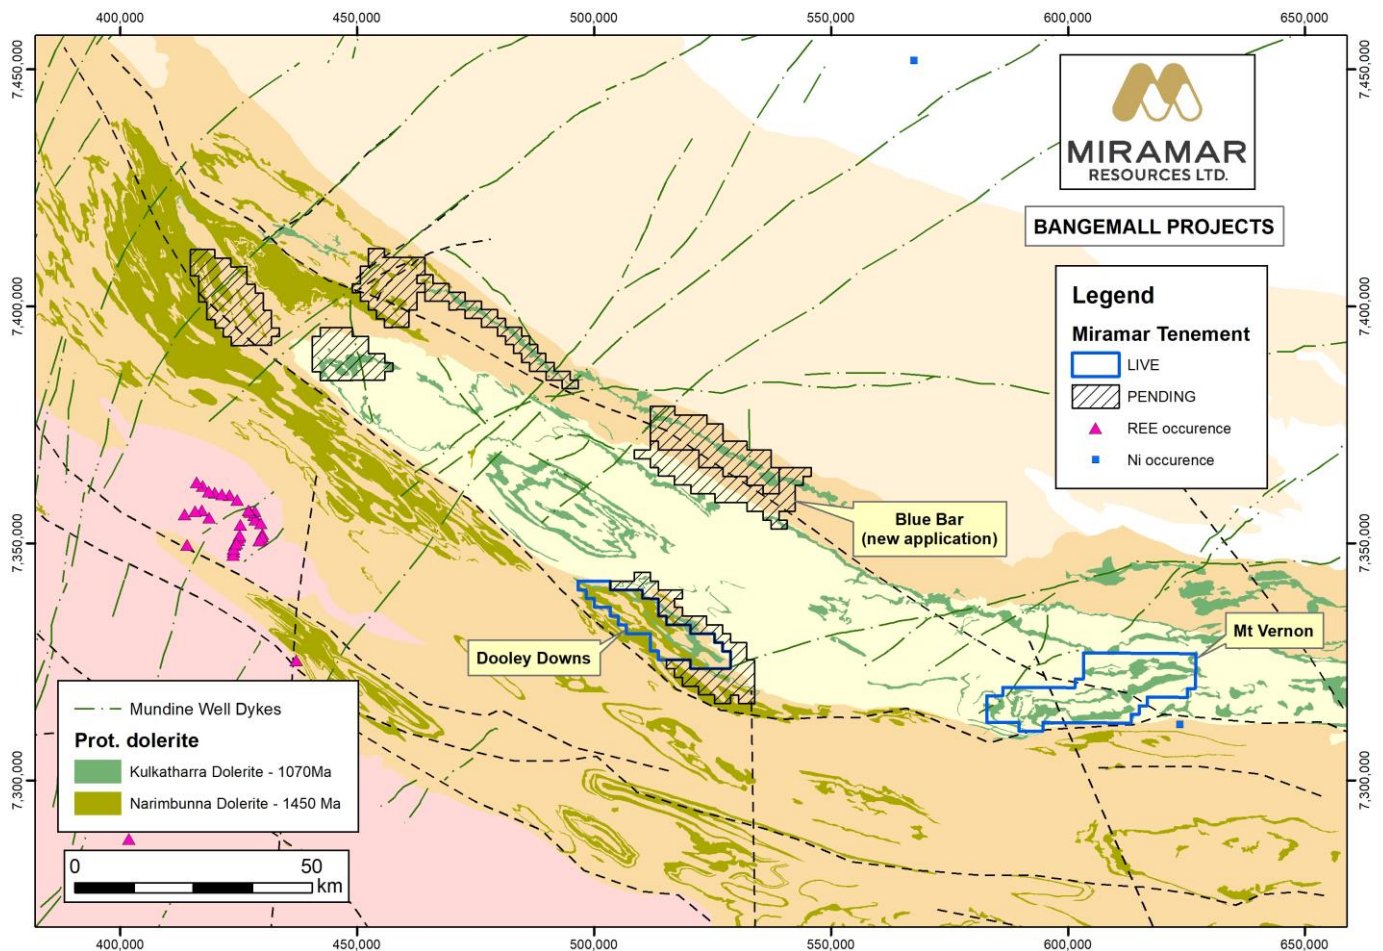 400,000 450,000 500,000 550,000 600,000 650,000
7,450,000 7,450,000
MIRAMAR
RESOURCES LTD.
BANGEMALL PROJECTS
Legend
Miramar Tenement
LIVE
PENDING
REE occurence
Ni occurence
7,400,000 7,400,000
Blue Bar
(new application)
7,350,000 7,350,000
Mt Vernon
Dooley Downs
Mundine Well Dykes
Prot. dolerite
Kulkatharra Dolerite - 1070Ma
Narimbunna Dolerite - 1450 Ma
7,300,000 7,300,000
0 50
km
400,000 450,000 500,000 550,000 600,000 650,000